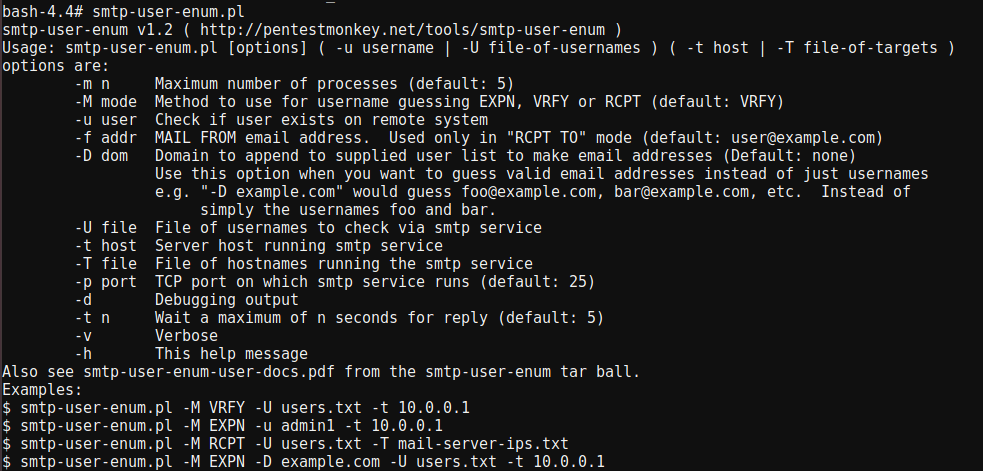 bash-4.4# smtp-user-enum.pl
smtp-user-enum v1.2 ( http://pentestmonkey.net/tools/smtp-user-enum )
Usage: smtp-user-enum.pl [options] ( -u username | -U file-of-usernames ) ( -t host | -T file-of-targets )
options are:
        -m n     Maximum number of processes (default: 5)
        -M mode  Method to use for username guessing EXPN, VRFY or RCPT (default: VRFY)
        -u user  Check if user exists on remote system
        -f addr  MAIL FROM email address.  Used only in "RCPT TO" mode (default: user@example.com)
        -D dom   Domain to append to supplied user list to make email addresses (Default: none)
                 Use this option when you want to guess valid email addresses instead of just usernames
                 e.g. "-D example.com" would guess foo@example.com, bar@example.com, etc.  Instead of
                      simply the usernames foo and bar.
        -U file  File of usernames to check via smtp service
        -t host  Server host running smtp service
        -T file  File of hostnames running the smtp service
        -p port  TCP port on which smtp service runs (default: 25)
        -d       Debugging output
        -t n     Wait a maximum of n seconds for reply (default: 5)
        -v       Verbose
        -h       This help message
Also see smtp-user-enum-user-docs.pdf from the smtp-user-enum tar ball.
Examples:
$ smtp-user-enum.pl -M VRFY -U users.txt -t 10.0.0.1
$ smtp-user-enum.pl -M EXPN -u admin1 -t 10.0.0.1
$ smtp-user-enum.pl -M RCPT -U users.txt -T mail-server-ips.txt
$ smtp-user-enum.pl -M EXPN -D example.com -U users.txt -t 10.0.0.1